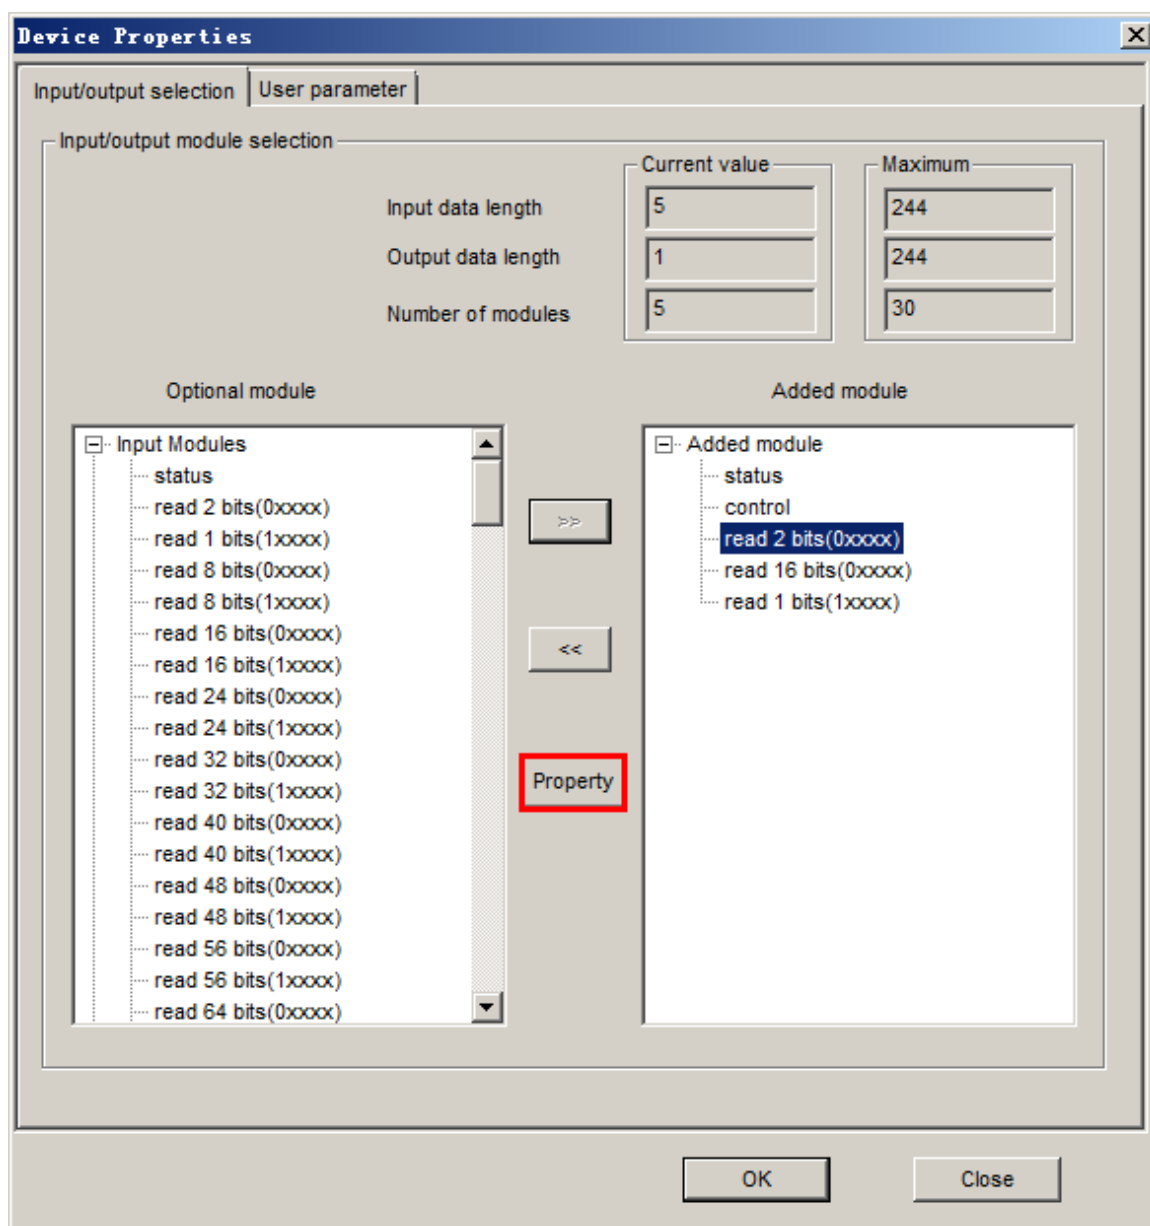 Device Properties
Input/output selection
User parameter
Input/output module selection
Current value
Maximum
Input data length
5
244
Output data length
1
244
Number of modules
5
30
Optional module
Added module
Input Modules
status
read 2 bits(0xxxx)
read 1 bits(1xxxx)
read 8 bits(0xxxx)
read 8 bits(1xxxx)
read 16 bits(0xxxx)
read 16 bits(1xxxx)
read 24 bits(0xxxx)
read 24 bits(1xxxx)
read 32 bits(0xxxx)
read 32 bits(1xxxx)
read 40 bits(0xxxx)
read 40 bits(1xxxx)
read 48 bits(0xxxx)
read 48 bits(1xxxx)
read 56 bits(0xxxx)
read 56 bits(1xxxx)
read 64 bits(0xxxx)
>>
<<
Property
Added module
status
control
read 2 bits(0xxxx)
read 16 bits(0xxxx)
read 1 bits(1xxxx)
OK
Close